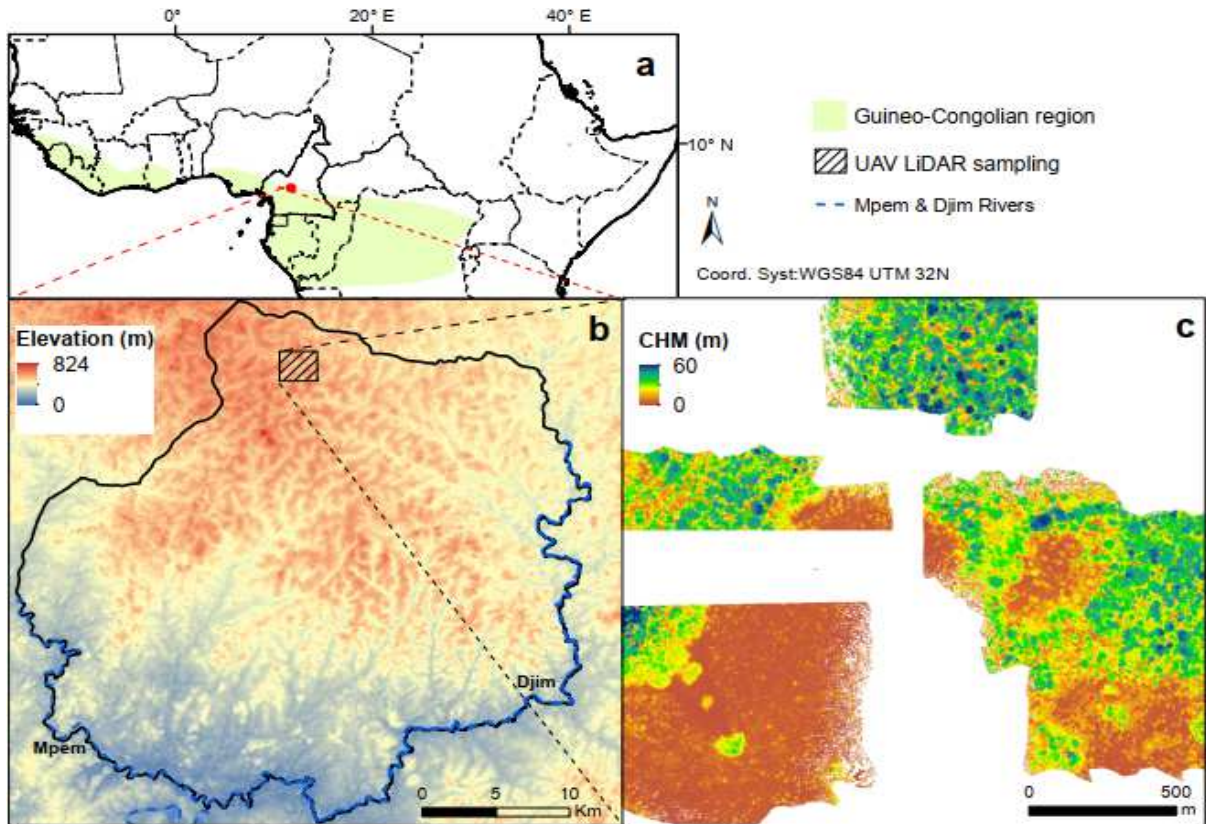 0°
20° E
40° E
a
10° N
Guineo-Congolian region
UAV LiDAR sampling
Mpem & Djim Rivers
N
Coord. Syst:WGS84 UTM 32N
b
Elevation (m)
824
0
Djim
Mpem
0
5
10
Km
c
CHM (m)
60
0
0
500
m